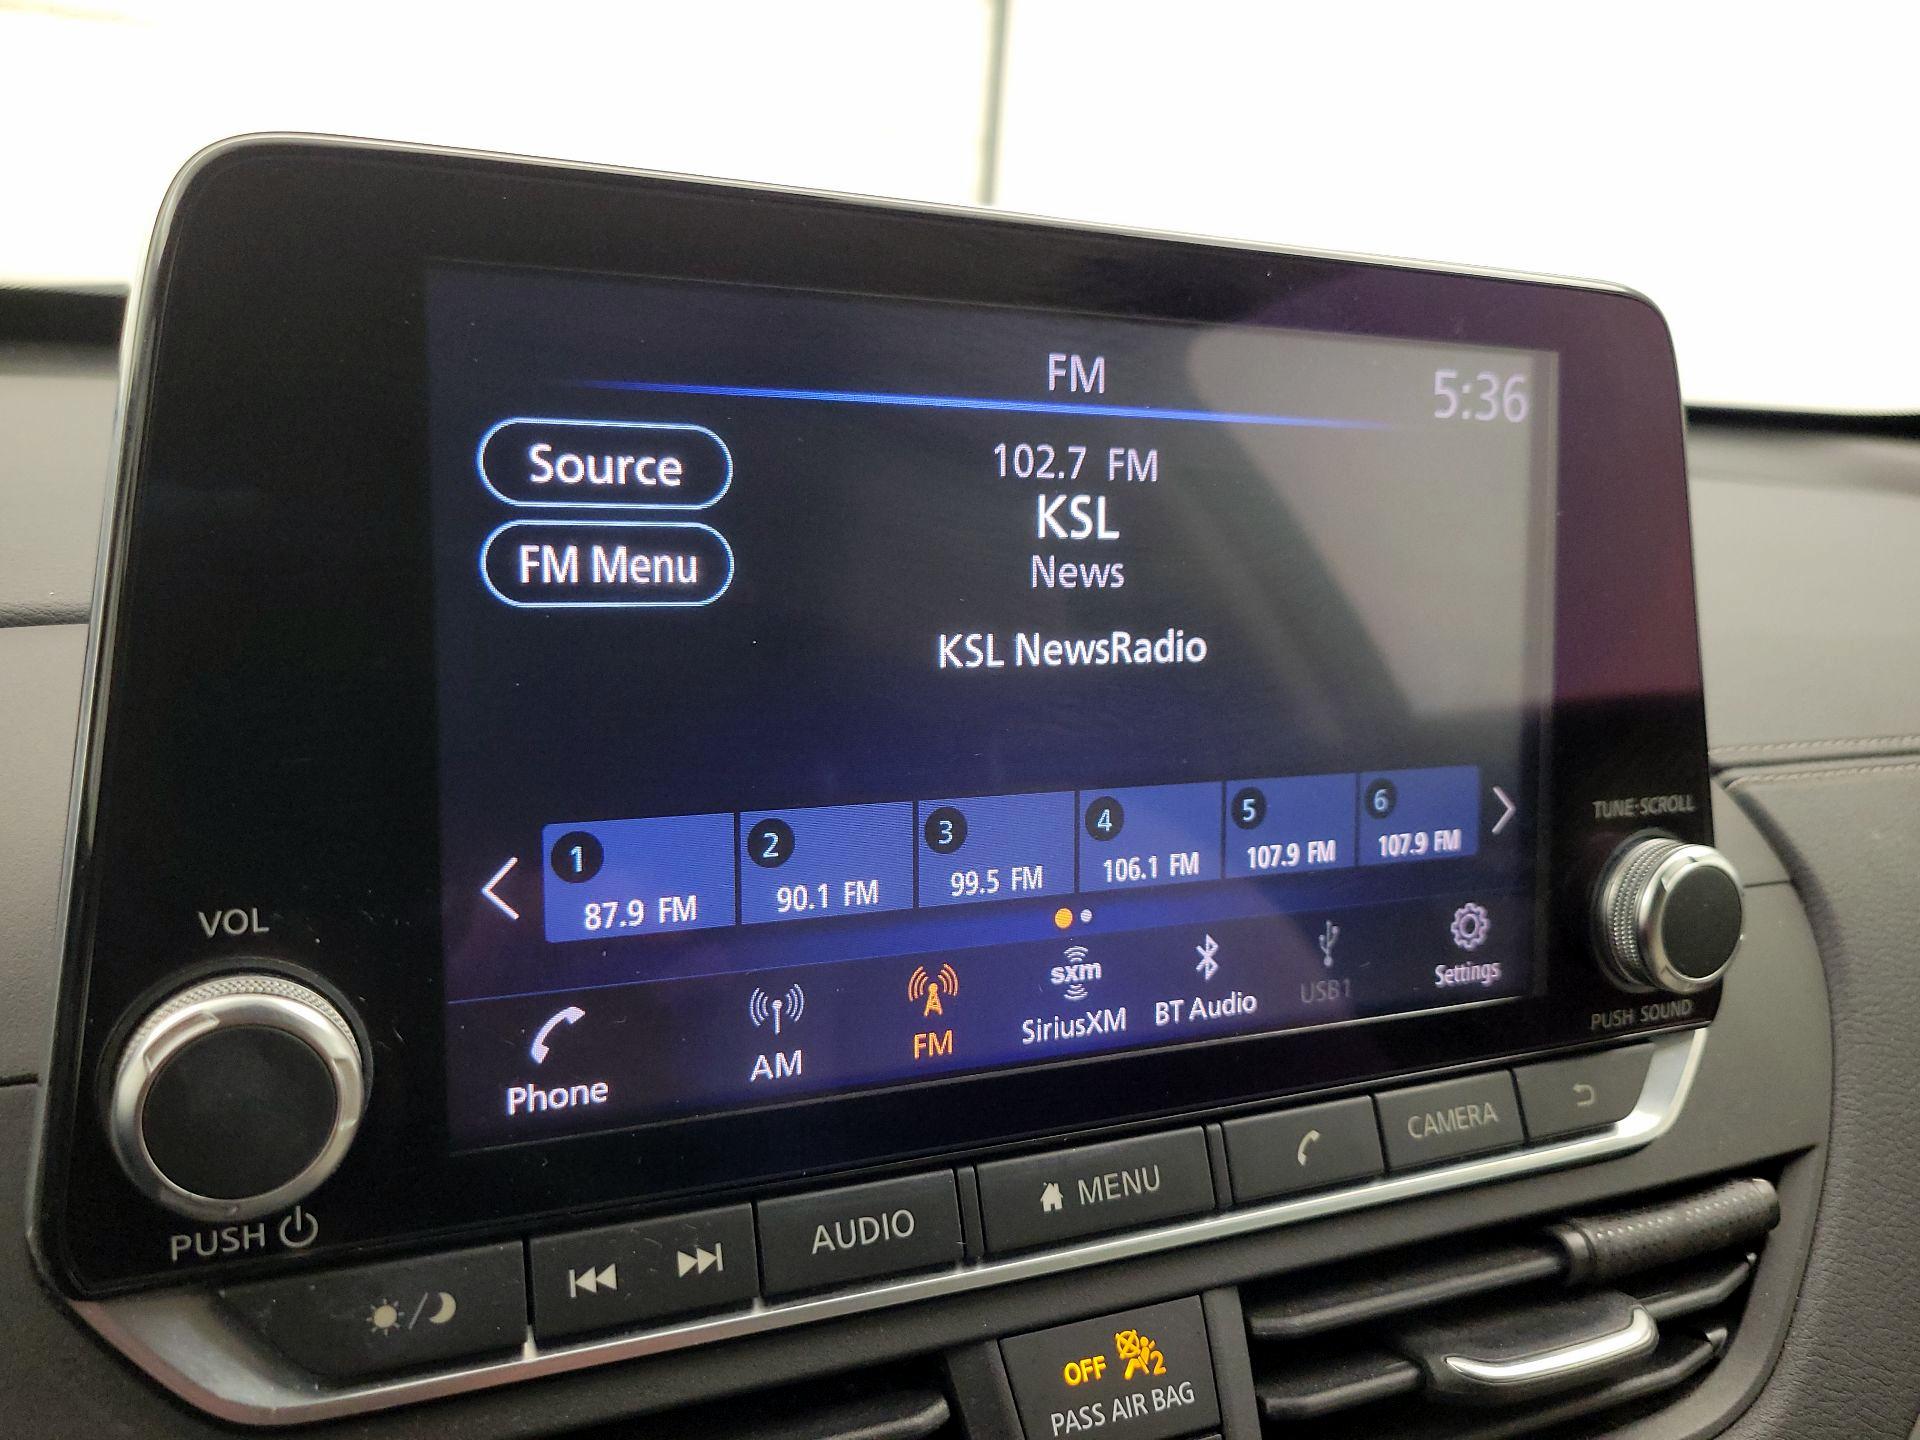 FM
5:36
Source
102.7 FM
KSL
FM Menu
News
KSL NewsRadio
1
87.9 FM
2
90.1 FM
3
99.5 FM
4
106.1 FM
5
107.9 FM
6
107.9 FM
Phone
AM
FM
sxm
SiriusXM
BT Audio
USB1
Settings
VOL
PUSH
TUNE·SCROLL
PUSH SOUND
AUDIO
MENU
CAMERA
OFF
2
PASS AIR BAG